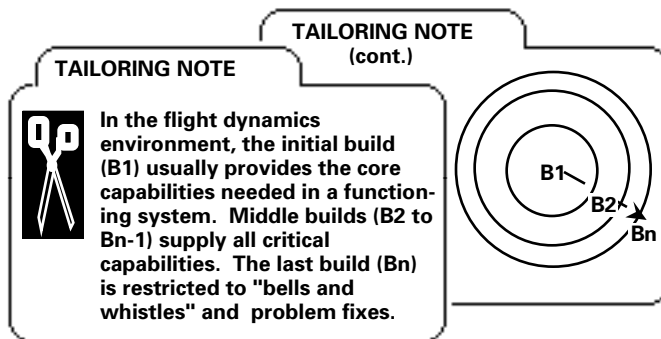 TAILORING NOTE
In the flight dynamics
environment, the initial build
(B1) usually provides the core
capabilities needed in a function-
ing system.  Middle builds (B2 to
Bn-1) supply all critical
capabilities.  The last build (Bn)
is restricted to "bells and
whistles" and  problem fixes.
TAILORING NOTE
(cont.)
B1
B2
Bn